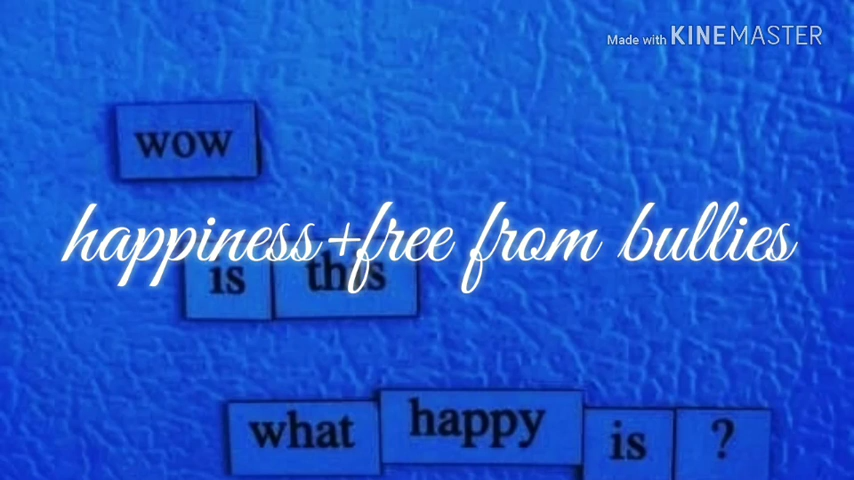 Made with KINEMASTER
wow
happiness+free from bullies
is this
what happy is ?